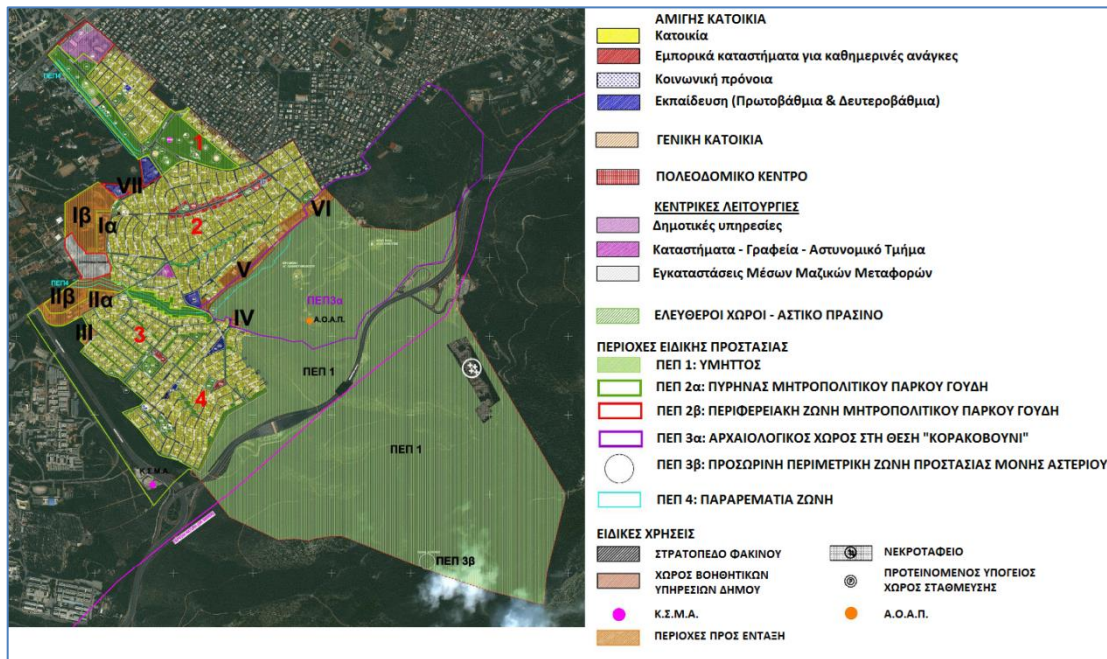 ΠΕΠ4
1
VII
Ιβ
Ια
2
VI
V
ΠΕΠ4
ΙΙβ
ΙΙα
IV
III
3
4
ΠΕΠ3α
Α.Ο.Α.Π.
ΠΕΠ 1
ΠΕΠ 1
Κ.Σ.Μ.Α.
ΠΕΠ 3β
ΑΜΙΓΗΣ ΚΑΤΟΙΚΙΑ
Κατοικία
Εμπορικά καταστήματα για καθημερινές ανάγκες
Κοινωνική πρόνοια
Εκπαίδευση (Πρωτοβάθμια & Δευτεροβάθμια)
ΓΕΝΙΚΗ ΚΑΤΟΙΚΙΑ
ΠΟΛΕΟΔΟΜΙΚΟ ΚΕΝΤΡΟ
ΚΕΝΤΡΙΚΕΣ ΛΕΙΤΟΥΡΓΙΕΣ
Δημοτικές υπηρεσίες
Καταστήματα - Γραφεία - Αστυνομικό Τμήμα
Εγκαταστάσεις Μέσων Μαζικών Μεταφορών
ΕΛΕΥΘΕΡΟΙ ΧΩΡΟΙ - ΑΣΤΙΚΟ ΠΡΑΣΙΝΟ
ΠΕΡΙΟΧΕΣ ΕΙΔΙΚΗΣ ΠΡΟΣΤΑΣΙΑΣ
ΠΕΠ 1: ΥΜΗΤΤΟΣ
ΠΕΠ 2α: ΠΥΡΗΝΑΣ ΜΗΤΡΟΠΟΛΙΤΙΚΟΥ ΠΑΡΚΟΥ ΓΟΥΔΗ
ΠΕΠ 2β: ΠΕΡΙΦΕΡΕΙΑΚΗ ΖΩΝΗ ΜΗΤΡΟΠΟΛΙΤΙΚΟΥ ΠΑΡΚΟΥ ΓΟΥΔΗ
ΠΕΠ 3α: ΑΡΧΑΙΟΛΟΓΙΚΟΣ ΧΩΡΟΣ ΣΤΗ ΘΕΣΗ "ΚΟΡΑΚΟΒΟΥΝΙ"
ΠΕΠ 3β: ΠΡΟΣΩΡΙΝΗ ΠΕΡΙΜΕΤΡΙΚΗ ΖΩΝΗ ΠΡΟΣΤΑΣΙΑΣ ΜΟΝΗΣ ΑΣΤΕΡΙΟΥ
ΠΕΠ 4: ΠΑΡΑΡΕΜΑΤΙΑ ΖΩΝΗ
ΕΙΔΙΚΕΣ ΧΡΗΣΕΙΣ
ΣΤΡΑΤΟΠΕΔΟ ΦΑΚΙΝΟΥ
ΝΕΚΡΟΤΑΦΕΙΟ
ΧΩΡΟΣ ΒΟΗΘΗΤΙΚΩΝ
ΥΠΗΡΕΣΙΩΝ ΔΗΜΟΥ
ΠΡΟΤΕΙΝΟΜΕΝΟΣ ΥΠΟΓΕΙΟΣ
ΧΩΡΟΣ ΣΤΑΘΜΕΥΣΗΣ
Κ.Σ.Μ.Α.
Α.Ο.Α.Π.
ΠΕΡΙΟΧΕΣ ΠΡΟΣ ΕΝΤΑΞΗ